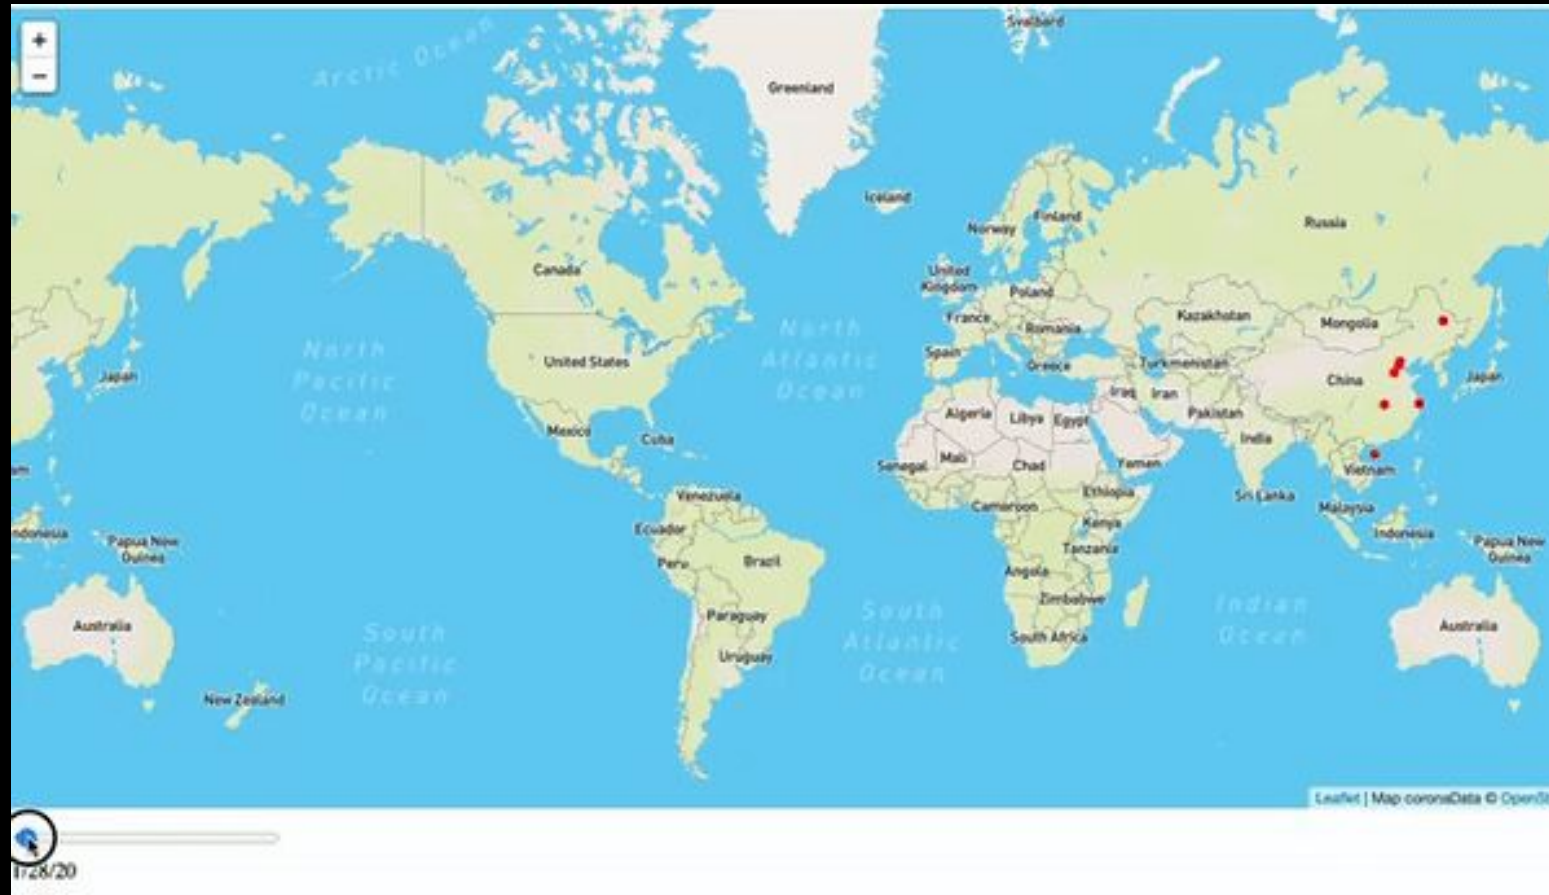 +
−
Svalbard
Arctic Ocean
Greenland
Iceland
Finland
Norway
Russia
Canada
United
Kingdom
Poland
France
Romania
Kazakhstan
Mongolia
North
Pacific
Ocean
North
Atlantic
Ocean
United States
Spain
Greece
Turkmenistan
China
Japan
Japan
Iraq
Iran
Pakistan
Algeria
Libya
Egypt
Mexico
Cuba
India
Senegal
Mali
Chad
Yemen
Vietnam
am
Venezuela
Ethiopia
Sri Lanka
Cameroon
Malaysia
Ecuador
Kenya
ndonesia
Indonesia
Papua New
Guinea
Tanzania
Papua New
Guinea
Peru
Brazil
Angola
Zimbabwe
South
Atlantic
Ocean
Indian
Ocean
Paraguay
Australia
Australia
South
Pacific
Ocean
South Africa
Uruguay
New Zealand
Leaflet | Map coronaData © OpenSt
1/28/20